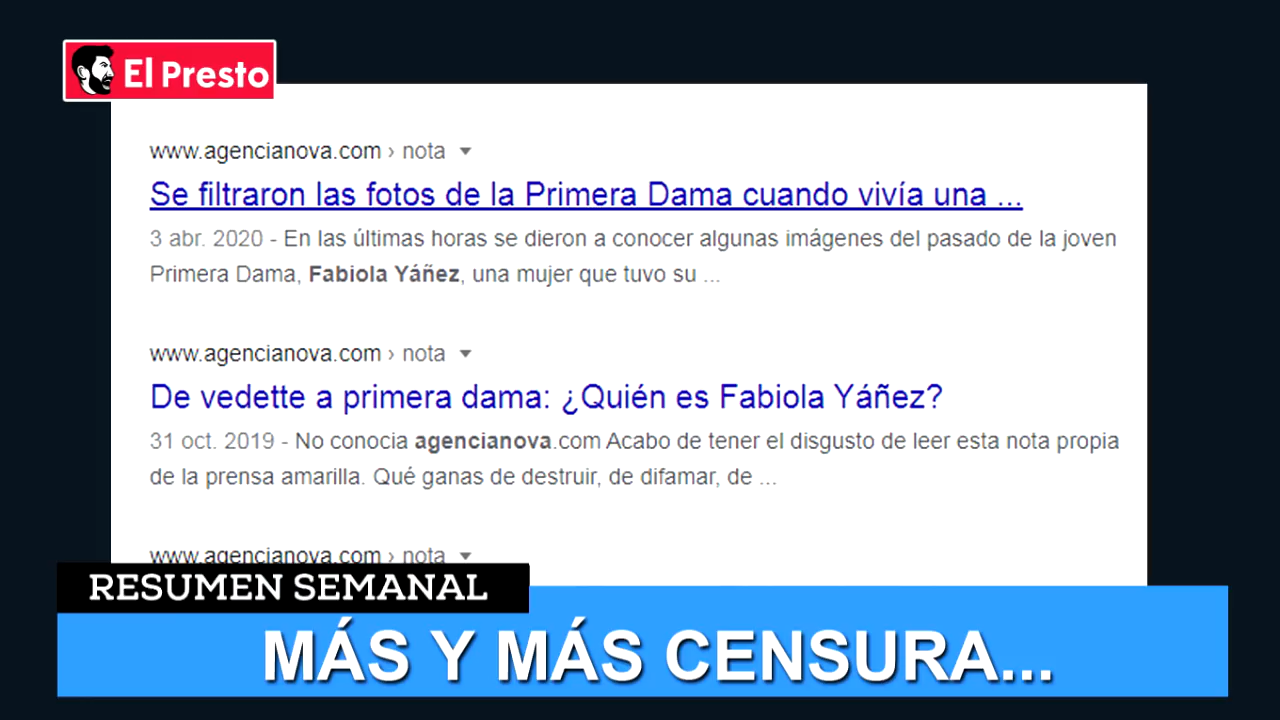 El Presto
www.agencianova.com › nota
Se filtraron las fotos de la Primera Dama cuando vivía una ...
3 abr. 2020 - En las últimas horas se dieron a conocer algunas imágenes del pasado de la joven
Primera Dama, Fabiola Yáñez, una mujer que tuvo su ...
www.agencianova.com › nota
De vedette a primera dama: ¿Quién es Fabiola Yáñez?
31 oct. 2019 - No conocia agencianova.com Acabo de tener el disgusto de leer esta nota propia
de la prensa amarilla. Qué ganas de destruir, de difamar, de ...
www.agencianova.com › nota
RESUMEN SEMANAL
MÁS Y MÁS CENSURA...